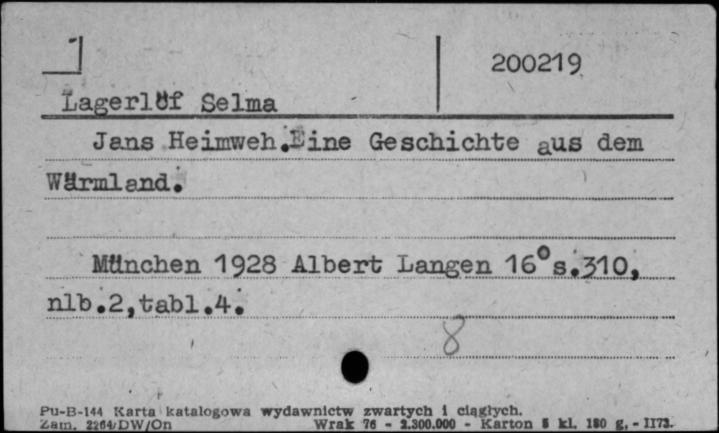 200219
Lagerlöf Selma
Jans Heimweh.Eine Geschichte aus dem
Wärmland.
München 1928 Albert Langen 16° s.310,
nlb.2,tabl.4.
8
Pu-B-144 Karta katalogowa wydawnictw zwartych i ciągłych.
Zam. 2264/DW/On Wrak 76 - 2.300.000 - Karton 5 kl. 180 g. - II73.